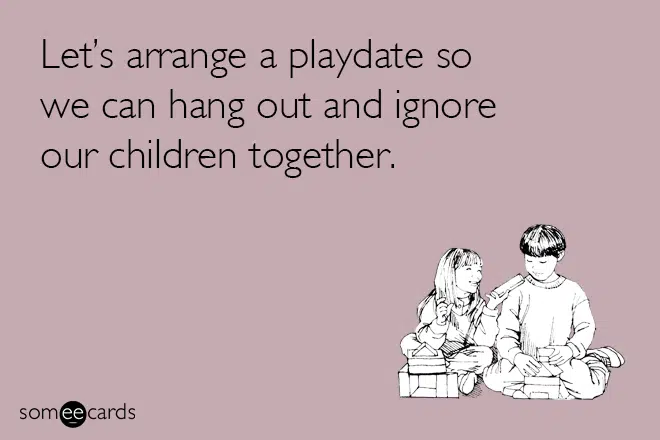 Let’s arrange a playdate so
we can hang out and ignore
our children together.
someecards